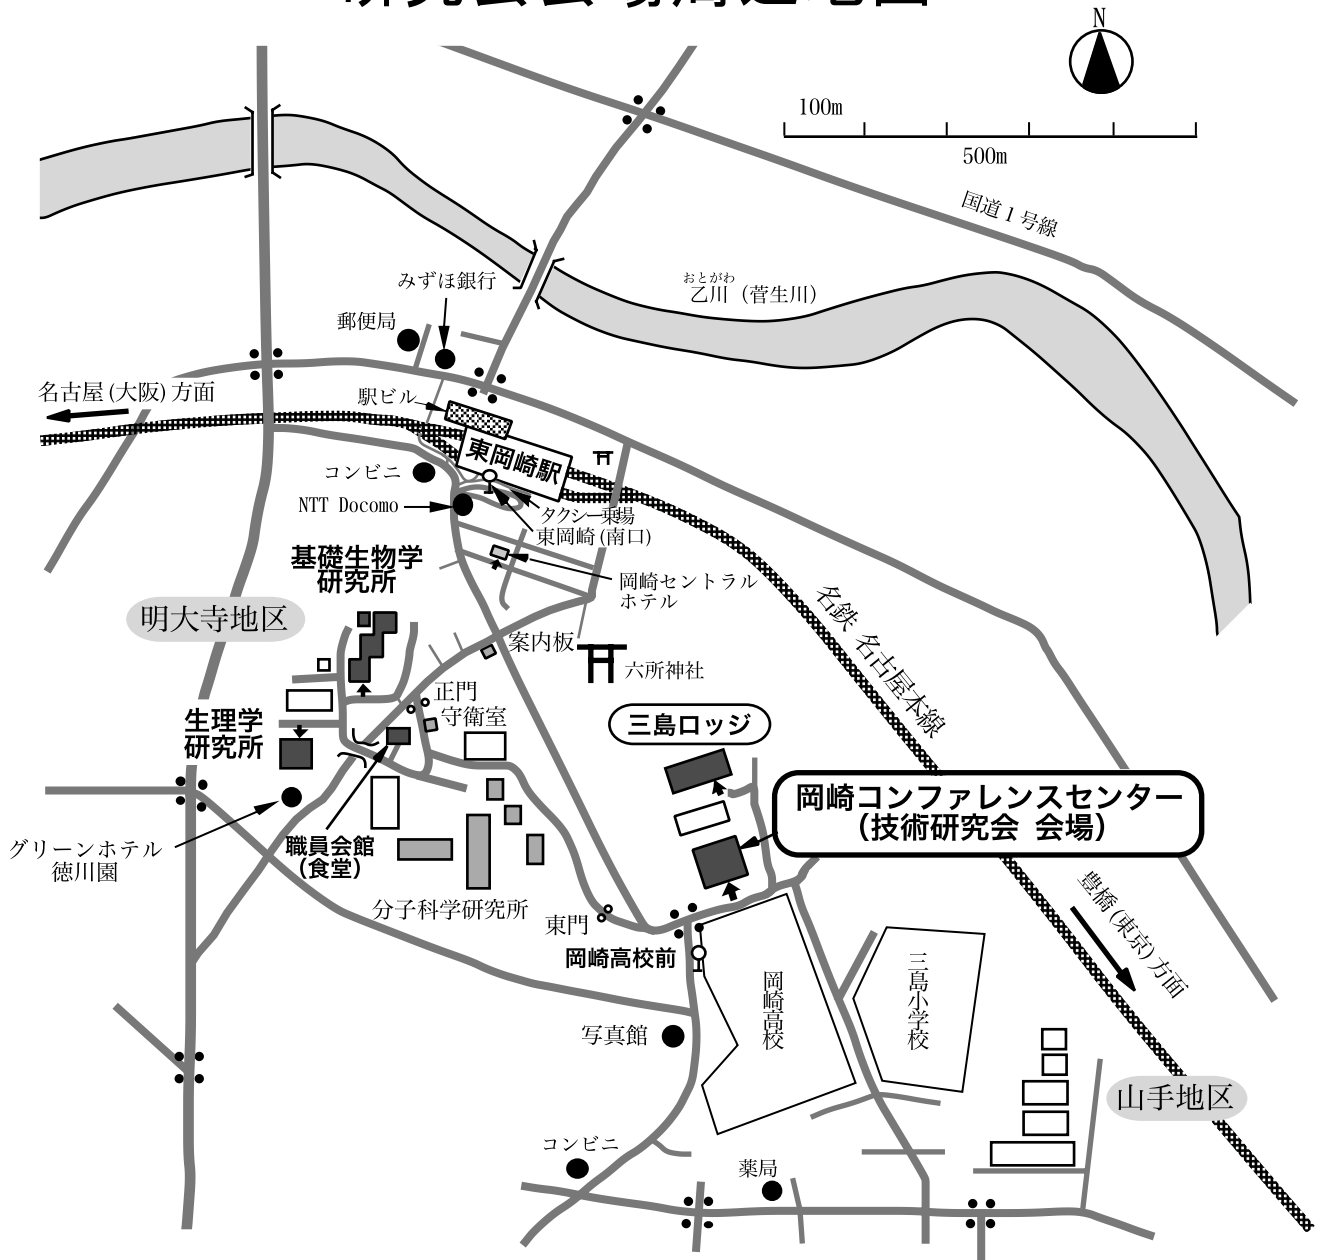 研究会会場周辺地図
N
100m
500m
国道1号線
おとがわ
乙川（菅生川）
みずほ銀行
郵便局
名古屋(大阪)方面
駅ビル
東岡崎駅
コンビニ
NTT Docomo
タクシー乗場
東岡崎(南口)
基礎生物学
研究所
岡崎セントラル
ホテル
明大寺地区
案内板
六所神社
名鉄 名古屋本線
正門
守衛室
生理学
研究所
三島ロッジ
岡崎コンファレンスセンター
（技術研究会 会場）
グリーンホテル
徳川園
職員会館
（食堂）
分子科学研究所
東門
岡崎高校前
豊橋(東京)方面
岡崎高校
三島小学校
写真館
山手地区
コンビニ
薬局